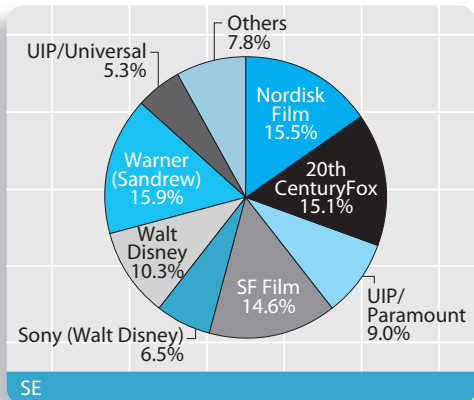 Others
7.8%
UIP/Universal
5.3%
Nordisk
Film
15.5%
20th
CenturyFox
15.1%
UIP/
Paramount
9.0%
SF Film
14.6%
Sony (Walt Disney)
6.5%
Walt
Disney
10.3%
Warner
(Sandrew)
15.9%
SE